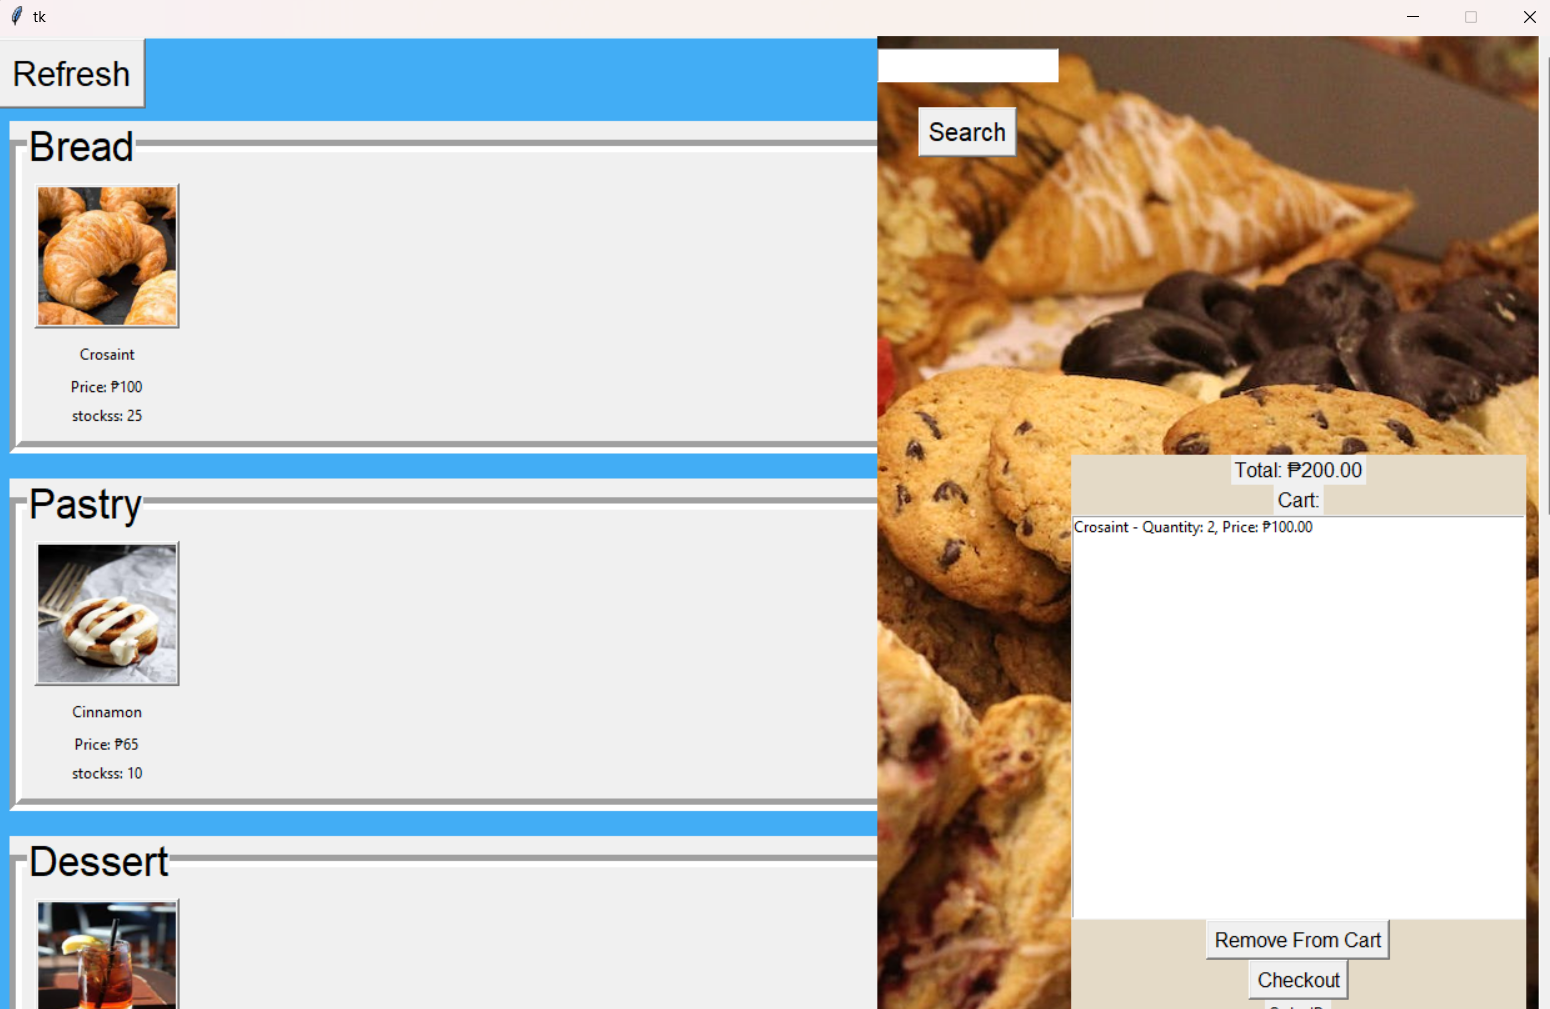 tk
Refresh
Bread
Crosaint
Price: ₱100
stockss: 25
Pastry
Cinnamon
Price: ₱65
stockss: 10
Dessert
Search
Total: ₱200.00
Cart:
Crosaint - Quantity: 2, Price: ₱100.00
Remove From Cart
Checkout